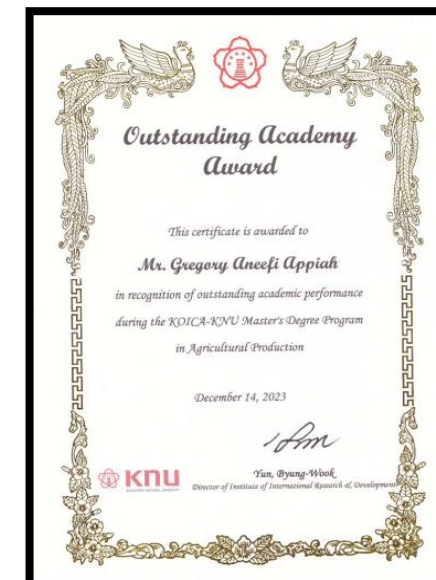 Outstanding Academy
Award
This certificate is awarded to
Mr. Gregory Aneefi Appiah
in recognition of outstanding academic performance
during the KOICA-KNU Master's Degree Program
in Agricultural Production
December 14, 2023
KNU
Yun, Byung-Wook
Director of Institute of International Research & Development